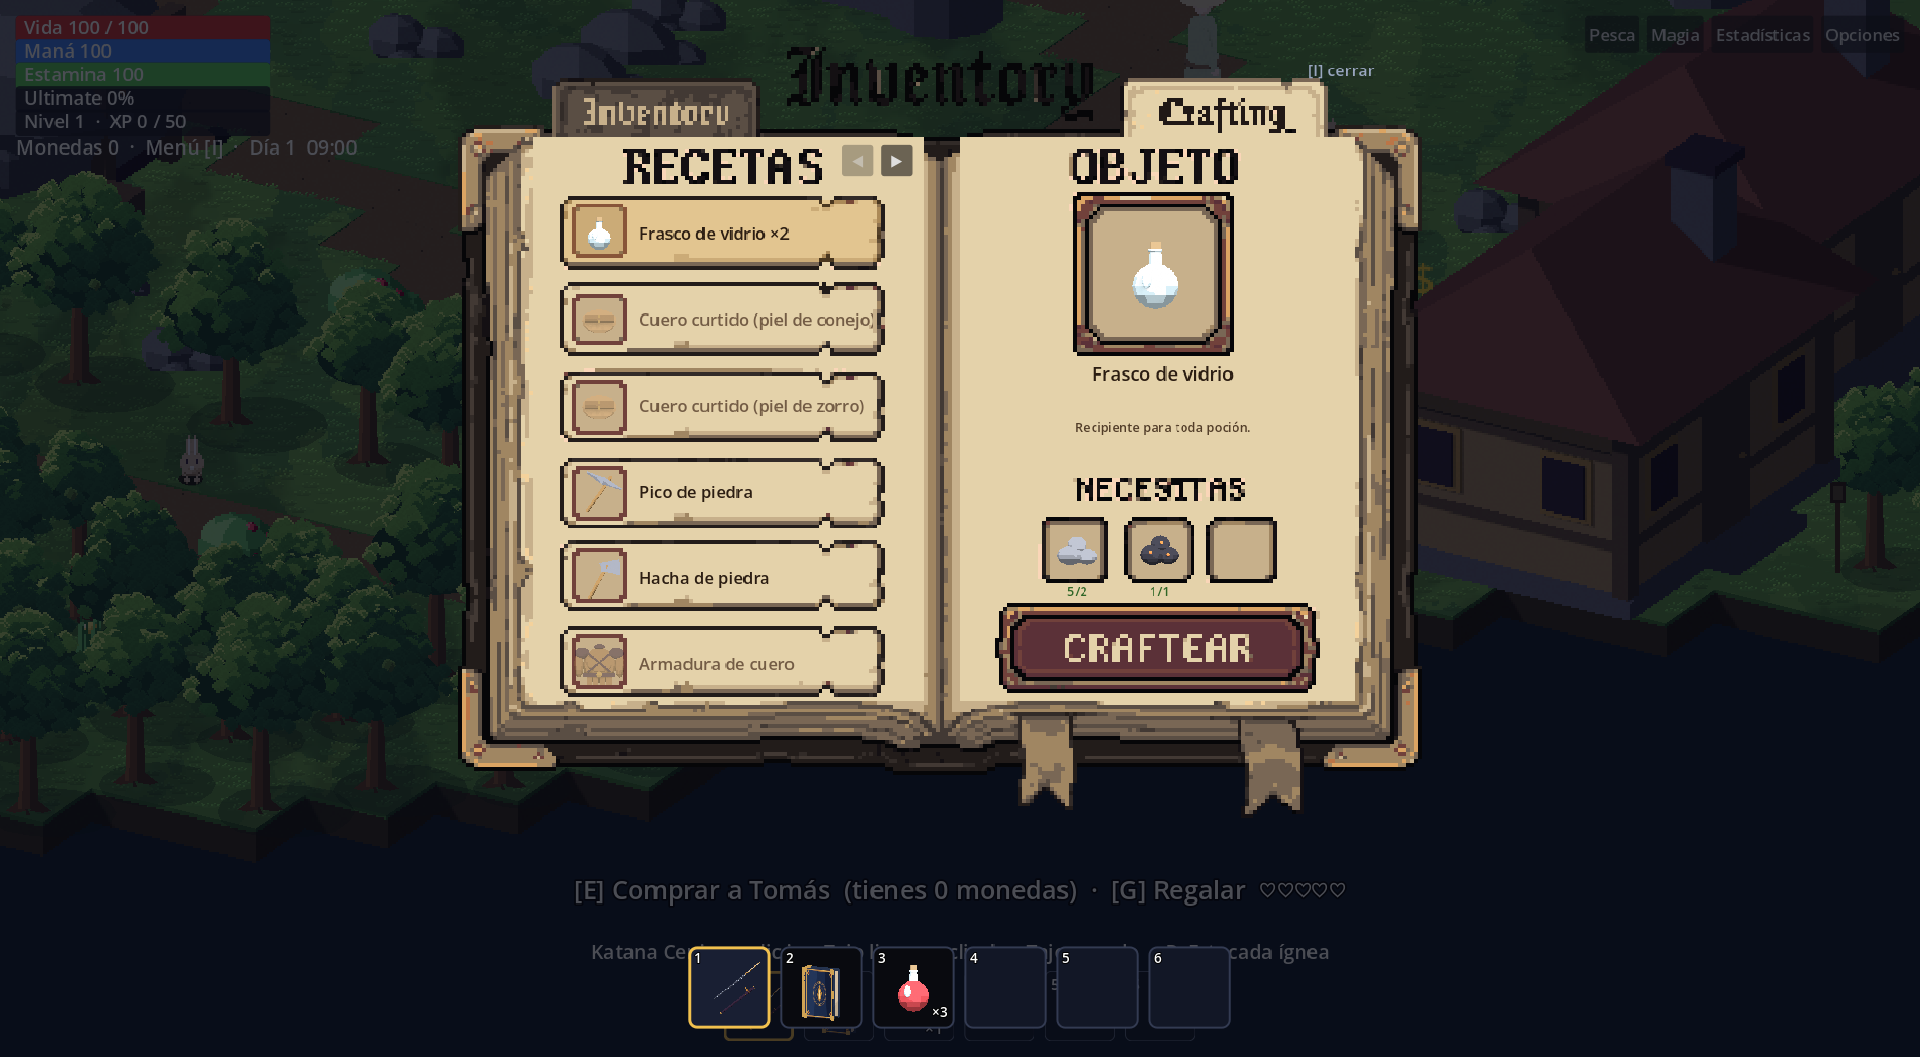 Vida 100 / 100
Maná 100
Estamina 100
Ultimate 0%
Nivel 1 · XP 0 / 50
Monedas 0 · Menú [I] · Día 1 09:00
Pesca Magia Estadísticas Opciones
Inventory
[I] cerrar
Inventory
Crafting
RECETAS
◀ ▶
Frasco de vidrio ×2
Cuero curtido (piel de conejo)
Cuero curtido (piel de zorro)
Pico de piedra
Hacha de piedra
Armadura de cuero
OBJETO
Frasco de vidrio
Recipiente para toda poción.
NECESITAS
5/2 1/1
CRAFTEAR
[E] Comprar a Tomás (tienes 0 monedas) · [G] Regalar ♡♡♡♡♡
Katana ígnea
1 2 3 4 5 6
×3